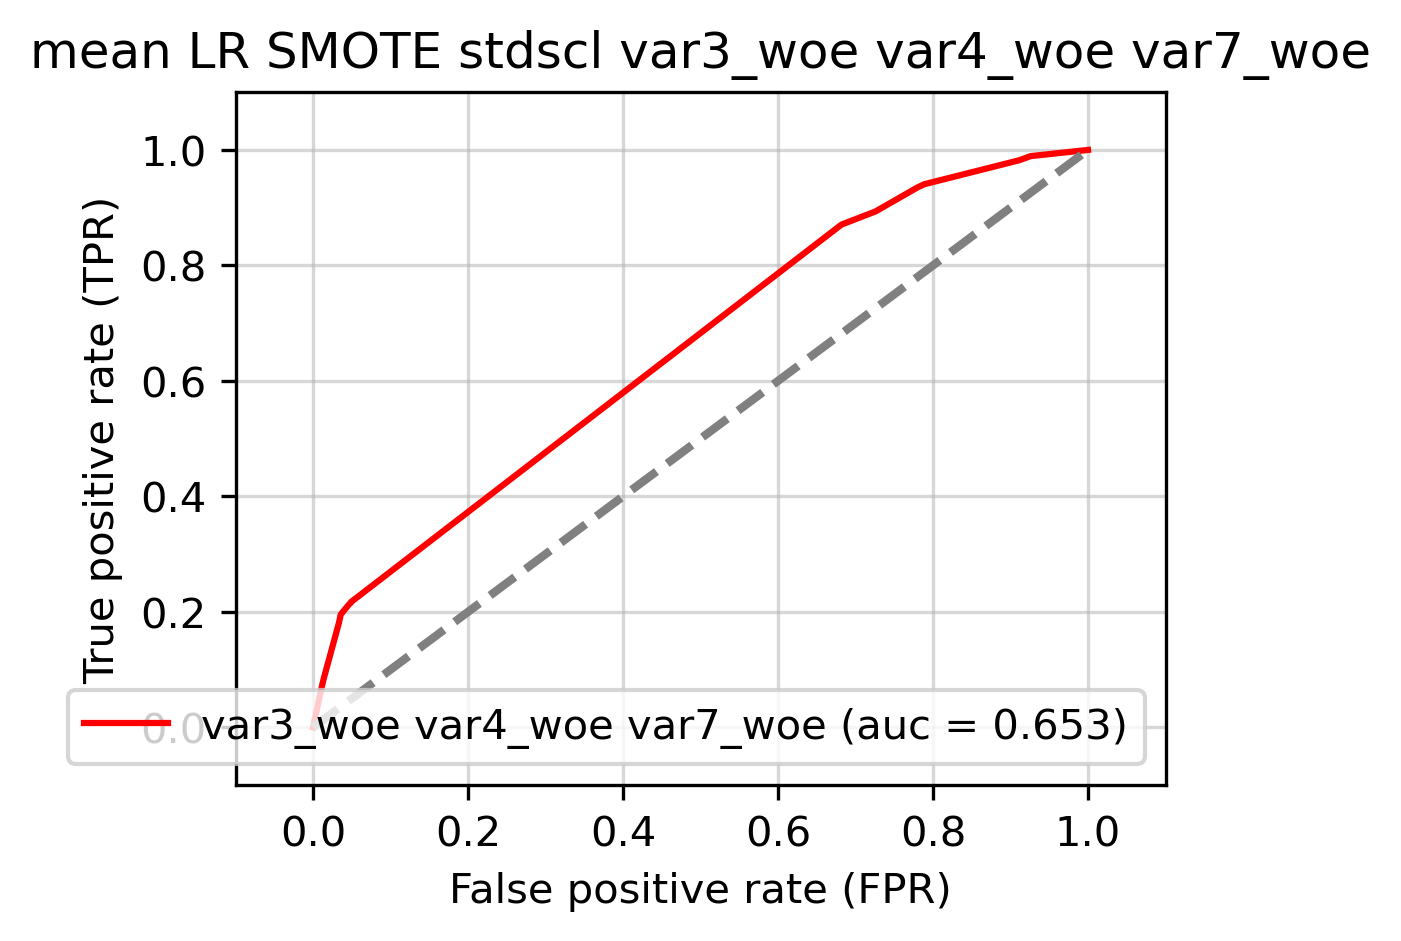 mean LR SMOTE stdscl var3_woe var4_woe var7_woe
True positive rate (TPR)
1.0
0.8
0.6
0.4
0.2
0.0
var3_woe var4_woe var7_woe (auc = 0.653)
0.0 0.2 0.4 0.6 0.8 1.0
False positive rate (FPR)